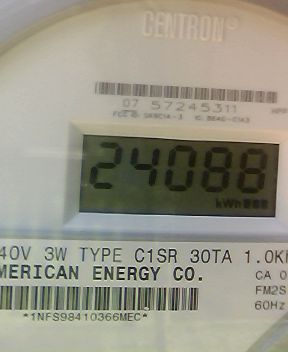 CENTRON®
07 57245311
24088
kWh
40V 3W TYPE C1SR 30TA 1.0K
MERICAN ENERGY CO.
CA 0
FM2S
60Hz
*1NFS98410366MEC*